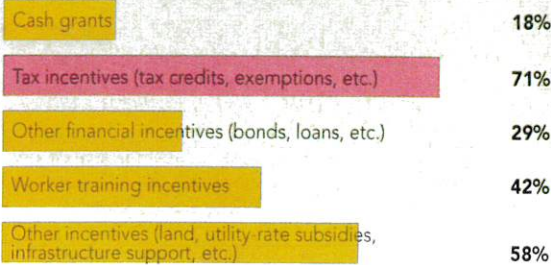 Cash grants 18%
Tax incentives (tax credits, exemptions, etc.) 71%
Other financial incentives (bonds, loans, etc.) 29%
Worker training incentives 42%
Other incentives (land, utility-rate subsidies,
infrastructure support, etc.) 58%